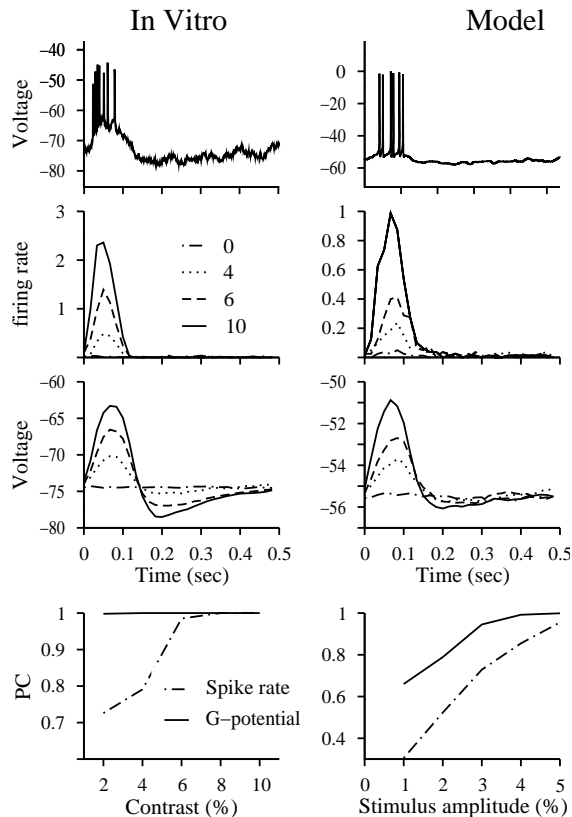 In Vitro
Model
Voltage
−40
−50
−60
−70
−80
0
−20
−40
−60
firing rate
3
2
1
0
4
6
10
1
0.8
0.6
0.4
0.2
Voltage
−60
−65
−70
−75
−80
0 0.1 0.2 0.3 0.4 0.5
Time (sec)
−50
−52
−54
−56
0 0.1 0.2 0.3 0.4 0.5
Time (sec)
PC
1
0.9
0.8
0.7
Spike rate
G−potential
2 4 6 8 10
Contrast (%)
1
0.8
0.6
0.4
0 1 2 3 4 5
Stimulus amplitude (%)